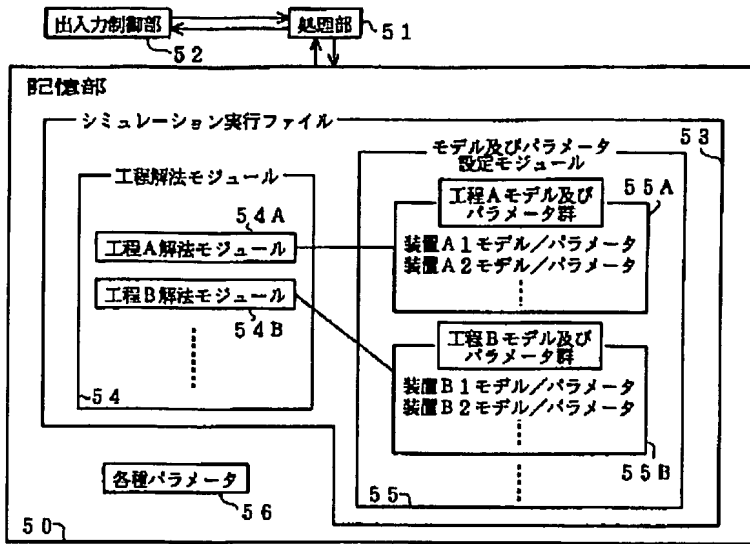 出入力制御部
52
処理部
51
記憶部
シミュレーション実行ファイル
53
工程解法モジュール
54A
工程A解法モジュール
工程B解法モジュール
54B
54
モデル及びパラメータ
設定モジュール
工程Aモデル及び
パラメータ群
55A
装置A1モデル/パラメータ
装置A2モデル/パラメータ
工程Bモデル及び
パラメータ群
装置B1モデル/パラメータ
装置B2モデル/パラメータ
55B
55
各種パラメータ
56
50